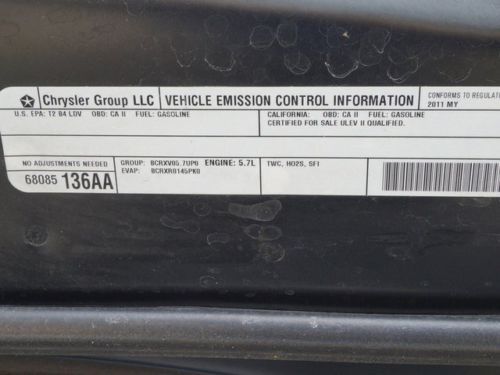 Chrysler Group LLC VEHICLE EMISSION CONTROL INFORMATION CONFORMS TO REGULAT
2011 MY
U.S. EPA: T2 B4 LDV OBD: CA II FUEL: GASOLINE CALIFORNIA: OBD: CA II FUEL: GASOLINE
CERTIFIED FOR SALE ULEV II QUALIFIED.
NO ADJUSTMENTS NEEDED GROUP: BCRXV05.7UP0 ENGINE: 5.7L TWC, HO2S, SFI
EVAP: BCRXR0145PK0
68085 136AA